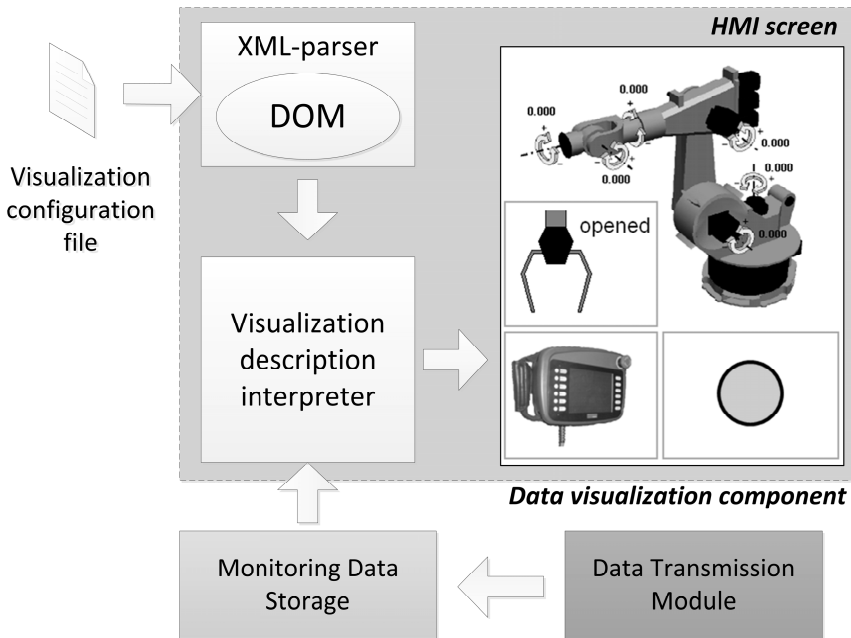 HMI screen
XML-parser
DOM
Visualization
configuration
file
0.000
0.000
0.000
0.000
0.000
0.000
opened
Visualization
description
interpreter
Data visualization component
Monitoring Data
Storage
Data Transmission
Module